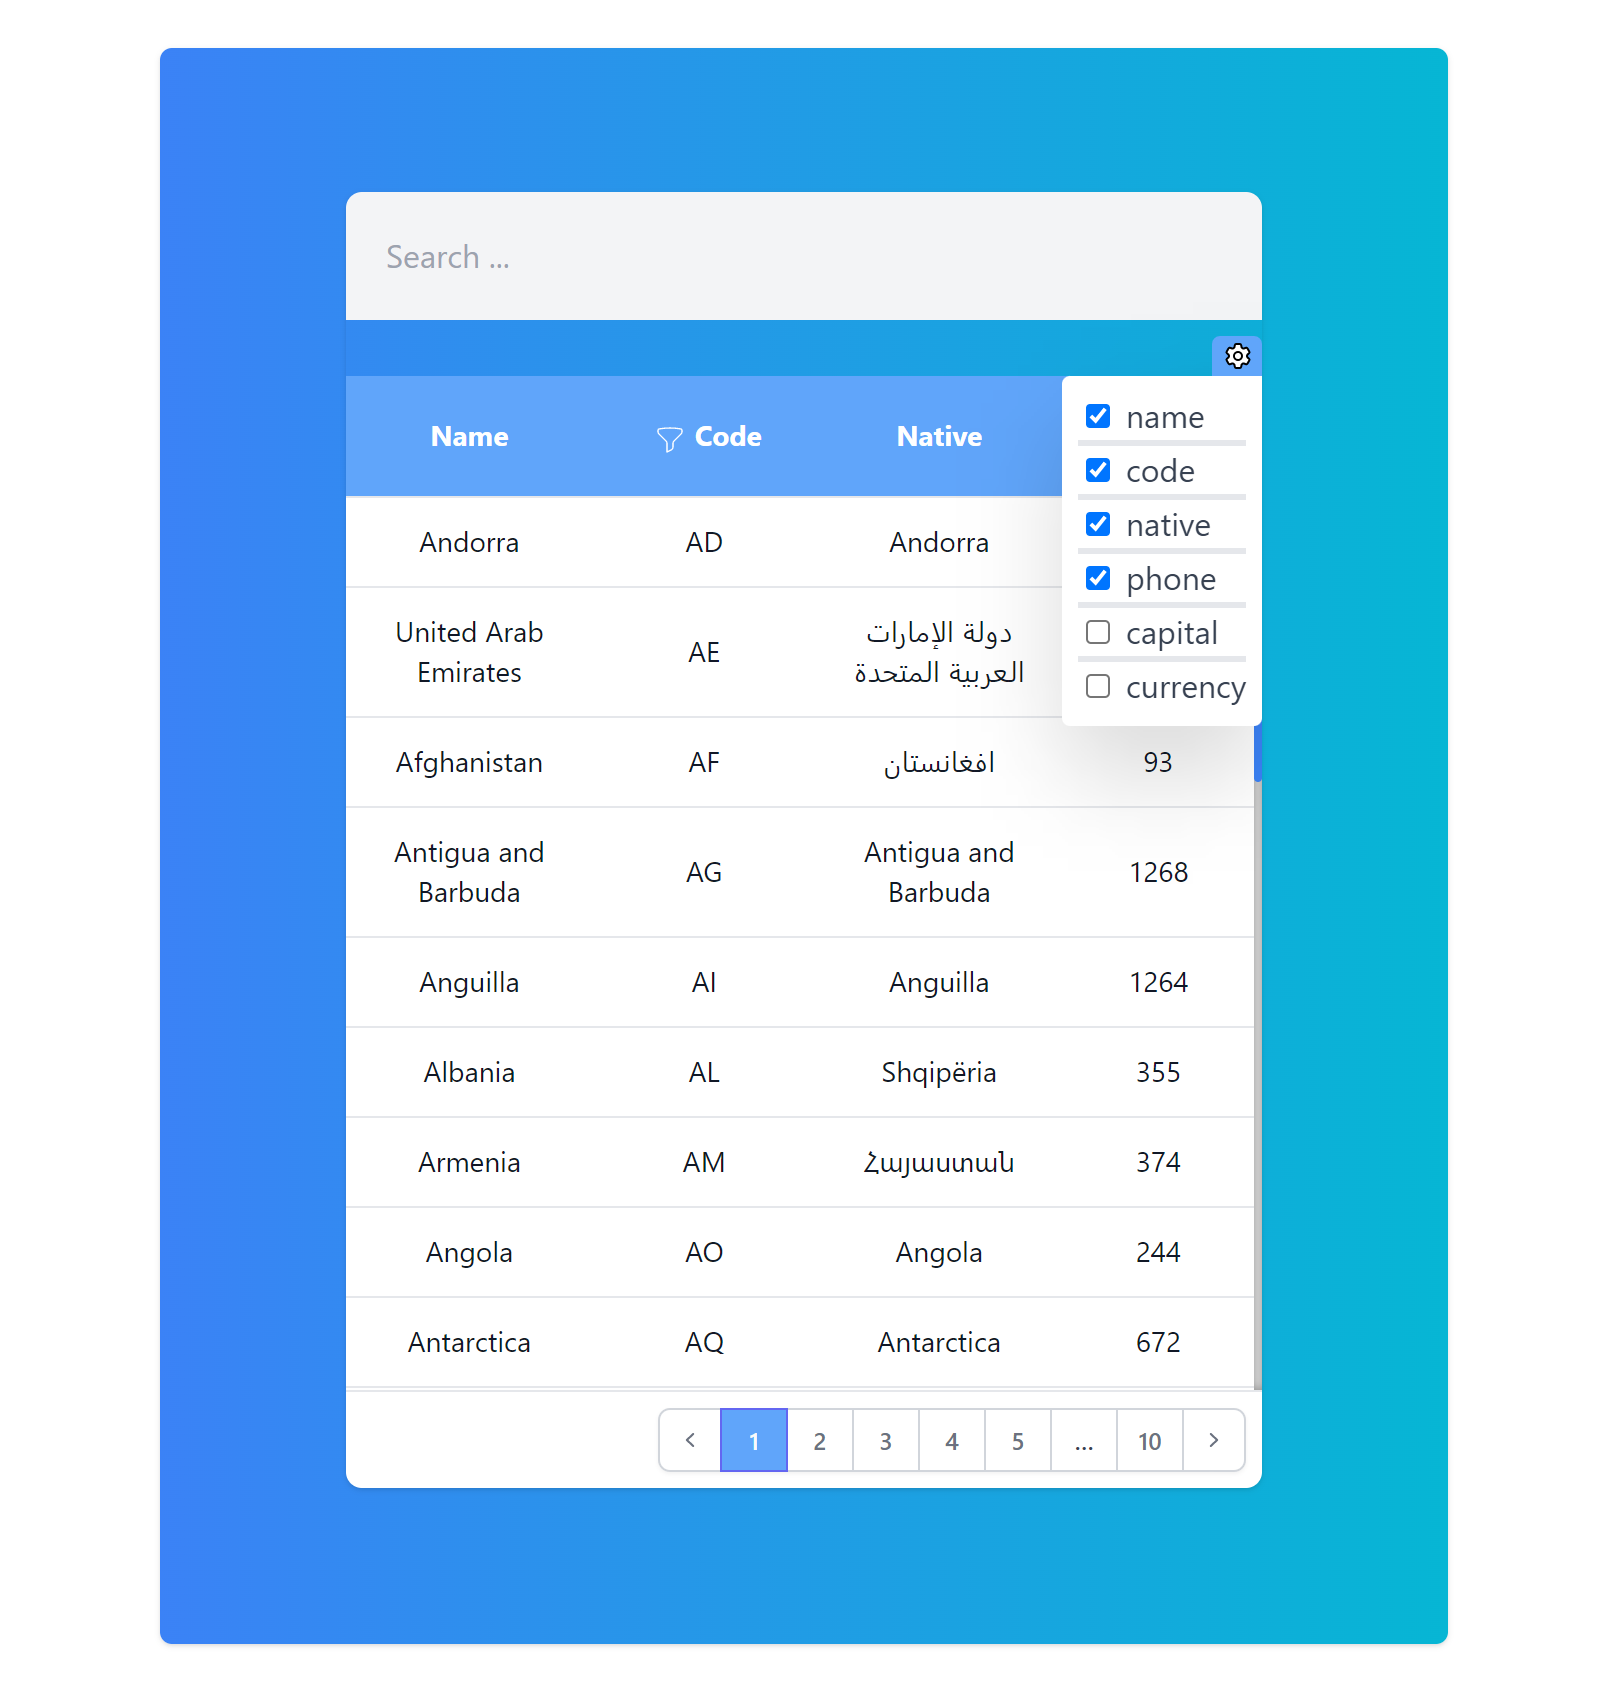 Search ...
Name
Code
Native
name
code
native
phone
capital
currency
Andorra
AD
Andorra
United Arab
Emirates
AE
دولة الإمارات
العربية المتحدة
Afghanistan
AF
افغانستان
93
Antigua and
Barbuda
AG
Antigua and
Barbuda
1268
Anguilla
AI
Anguilla
1264
Albania
AL
Shqipëria
355
Armenia
AM
Հայաստան
374
Angola
AO
Angola
244
Antarctica
AQ
Antarctica
672
1
2
3
4
5
...
10